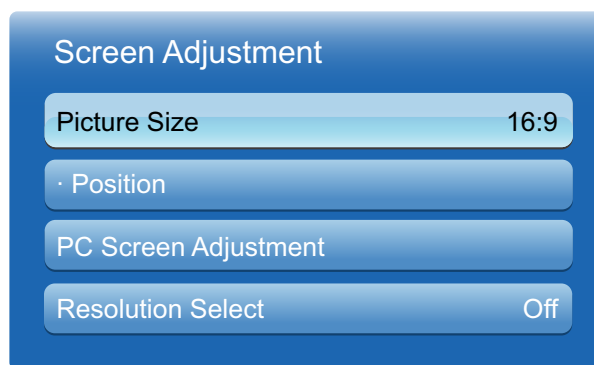 Screen Adjustment
Picture Size 16:9
· Position
PC Screen Adjustment
Resolution Select Off